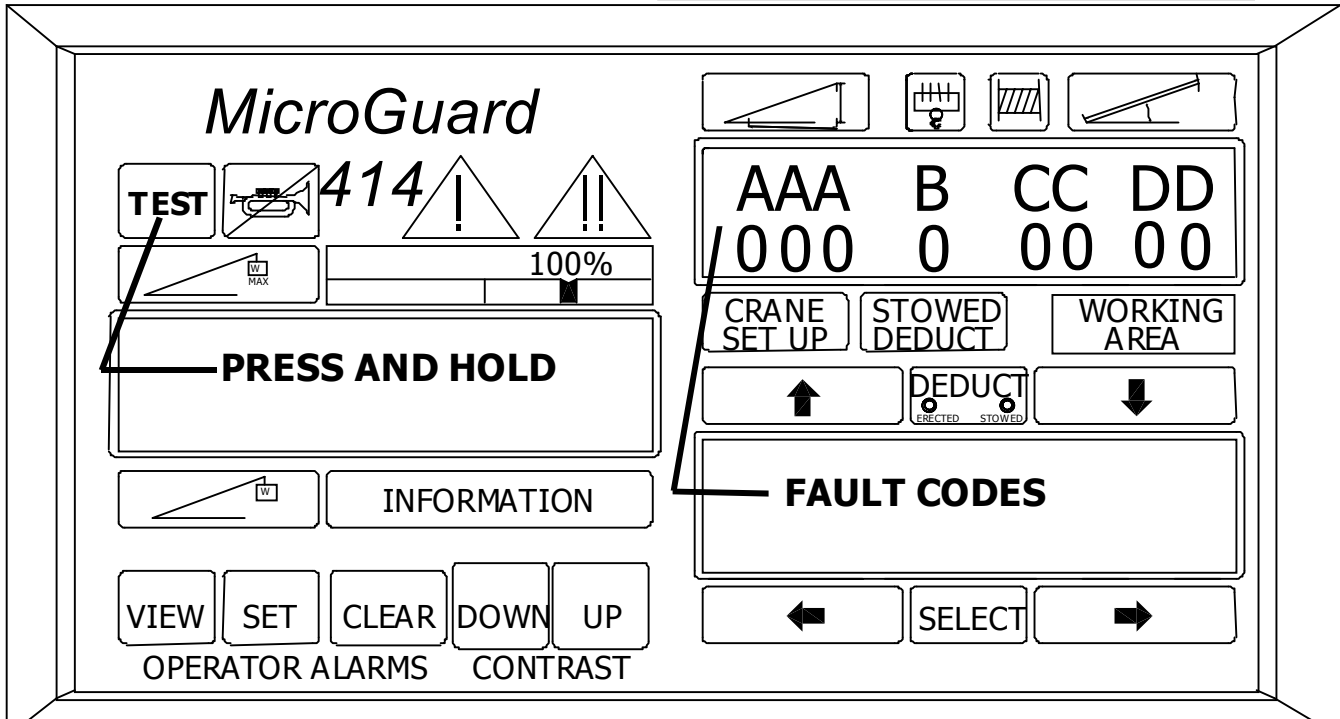 MicroGuard
414
TEST
! !!
W
MAX
100%
PRESS AND HOLD
W
INFORMATION
VIEW SET CLEAR DOWN UP
OPERATOR ALARMS CONTRAST
AAA B CC DD
000 0 00 00
CRANE
SET UP
STOWED
DEDUCT
WORKING
AREA
DEDUCT
ERECTED STOWED
FAULT CODES
SELECT